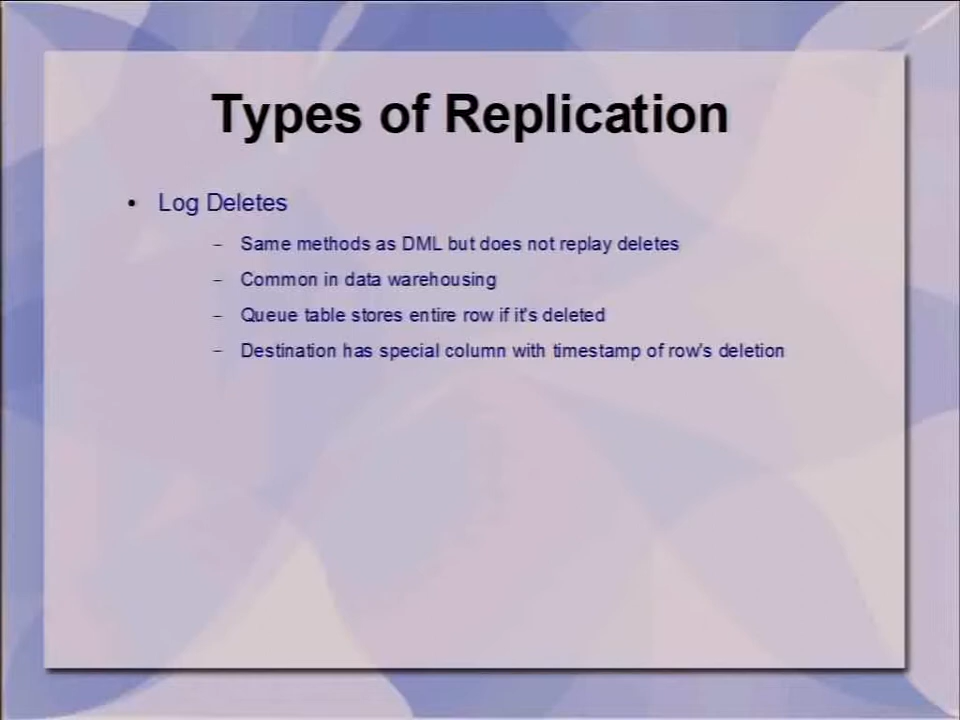 Types of Replication
• Log Deletes
– Same methods as DML but does not replay deletes
– Common in data warehousing
– Queue table stores entire row if it's deleted
– Destination has special column with timestamp of row's deletion